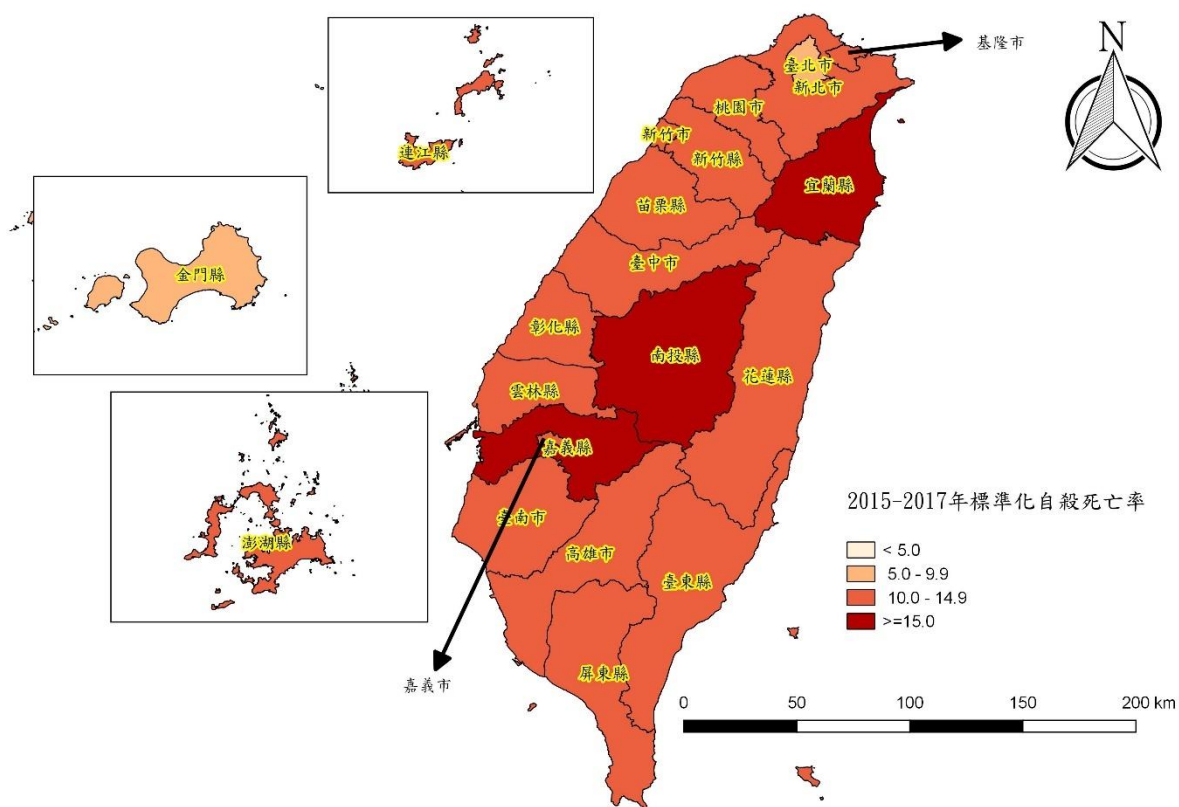 N
基隆市
臺北市
新北市
桃園市
新竹市
新竹縣
連江縣
宜蘭縣
苗栗縣
臺中市
金門縣
彰化縣
南投縣
花蓮縣
雲林縣
嘉義縣
2015-2017年標準化自殺死亡率
< 5.0
5.0 - 9.9
10.0 - 14.9
>=15.0
臺南市
澎湖縣
高雄市
臺東縣
屏東縣
嘉義市
0 50 100 150 200 km